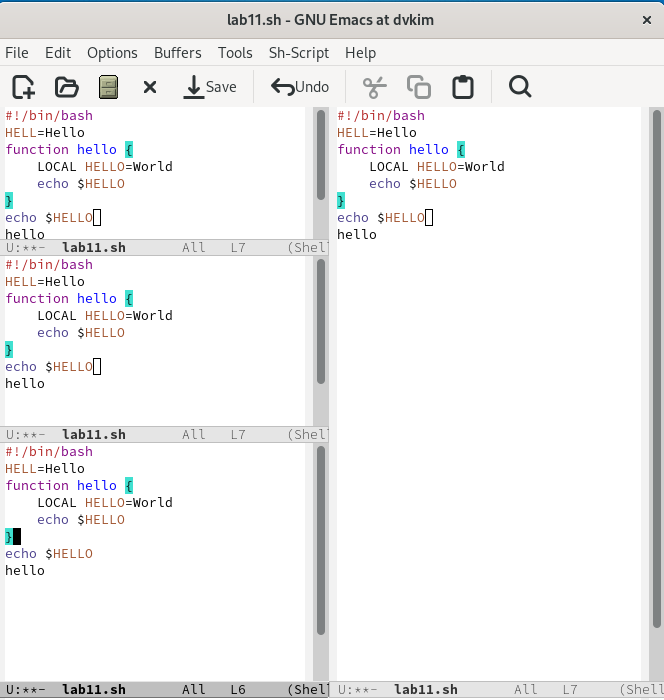 lab11.sh - GNU Emacs at dvkim
File Edit Options Buffers Tools Sh-Script Help
Save Undo
#!/bin/bash
HELL=Hello
function hello {
    LOCAL HELLO=World
    echo $HELLO
}
echo $HELLO
hello
U:**- lab11.sh All L7 (Shell
#!/bin/bash
HELL=Hello
function hello {
    LOCAL HELLO=World
    echo $HELLO
}
echo $HELLO
hello
U:**- lab11.sh All L7 (Shell
#!/bin/bash
HELL=Hello
function hello {
    LOCAL HELLO=World
    echo $HELLO
}
echo $HELLO
hello
U:**- lab11.sh All L6 (Shell
#!/bin/bash
HELL=Hello
function hello {
    LOCAL HELLO=World
    echo $HELLO
}
echo $HELLO
hello
U:**- lab11.sh All L7 (Shell